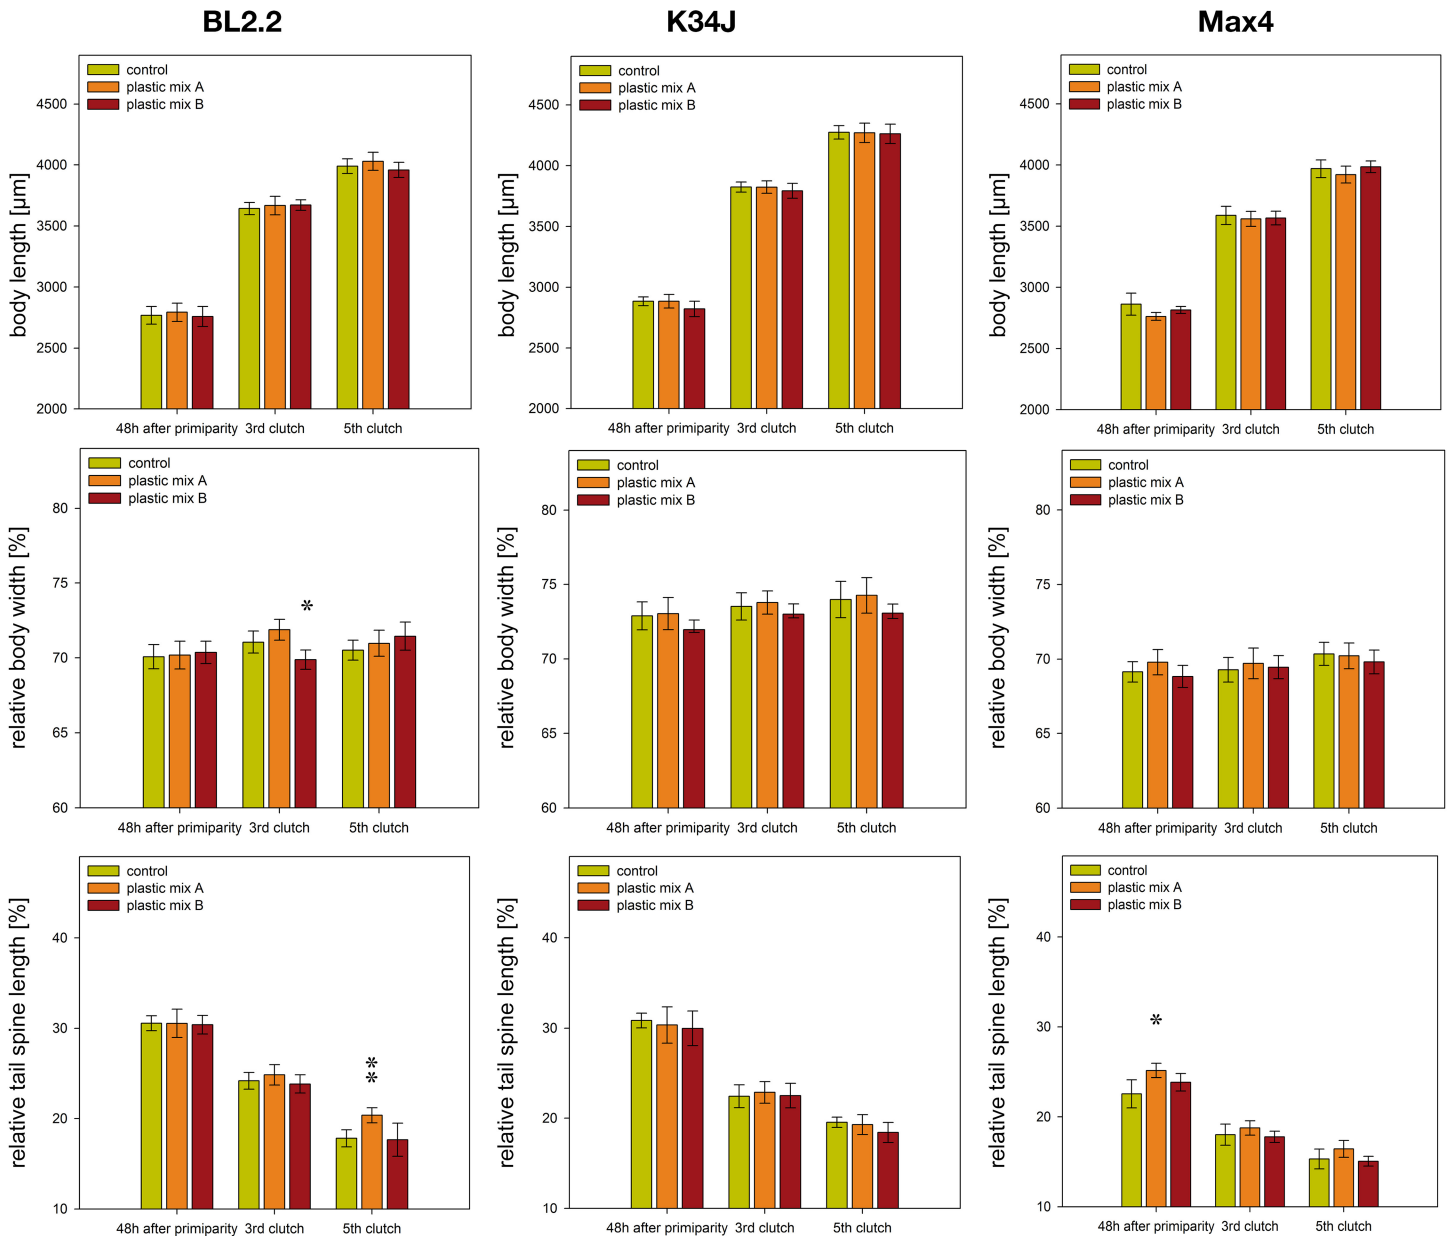 BL2.2
K34J
Max4
control
plastic mix A
plastic mix B
body length [µm]
4500
4000
3500
3000
2500
2000
48h after primiparity 3rd clutch 5th clutch
control
plastic mix A
plastic mix B
body length [µm]
4500
4000
3500
3000
2500
2000
48h after primiparity 3rd clutch 5th clutch
control
plastic mix A
plastic mix B
body length [µm]
4500
4000
3500
3000
2500
2000
48h after primiparity 3rd clutch 5th clutch
control
plastic mix A
plastic mix B
relative body width [%]
80
75
70
65
60
*
48h after primiparity 3rd clutch 5th clutch
control
plastic mix A
plastic mix B
relative body width [%]
80
75
70
65
60
48h after primiparity 3rd clutch 5th clutch
control
plastic mix A
plastic mix B
relative body width [%]
80
75
70
65
60
48h after primiparity 3rd clutch 5th clutch
control
plastic mix A
plastic mix B
relative tail spine length [%]
40
30
20
10
*
*
48h after primiparity 3rd clutch 5th clutch
control
plastic mix A
plastic mix B
relative tail spine length [%]
40
30
20
10
48h after primiparity 3rd clutch 5th clutch
control
plastic mix A
plastic mix B
relative tail spine length [%]
40
30
20
10
*
48h after primiparity 3rd clutch 5th clutch